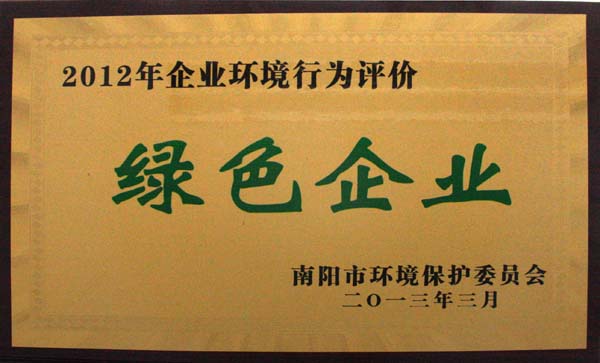 2012年企业环境行为评价
绿色企业
南阳市环境保护委员会
二〇一三年三月